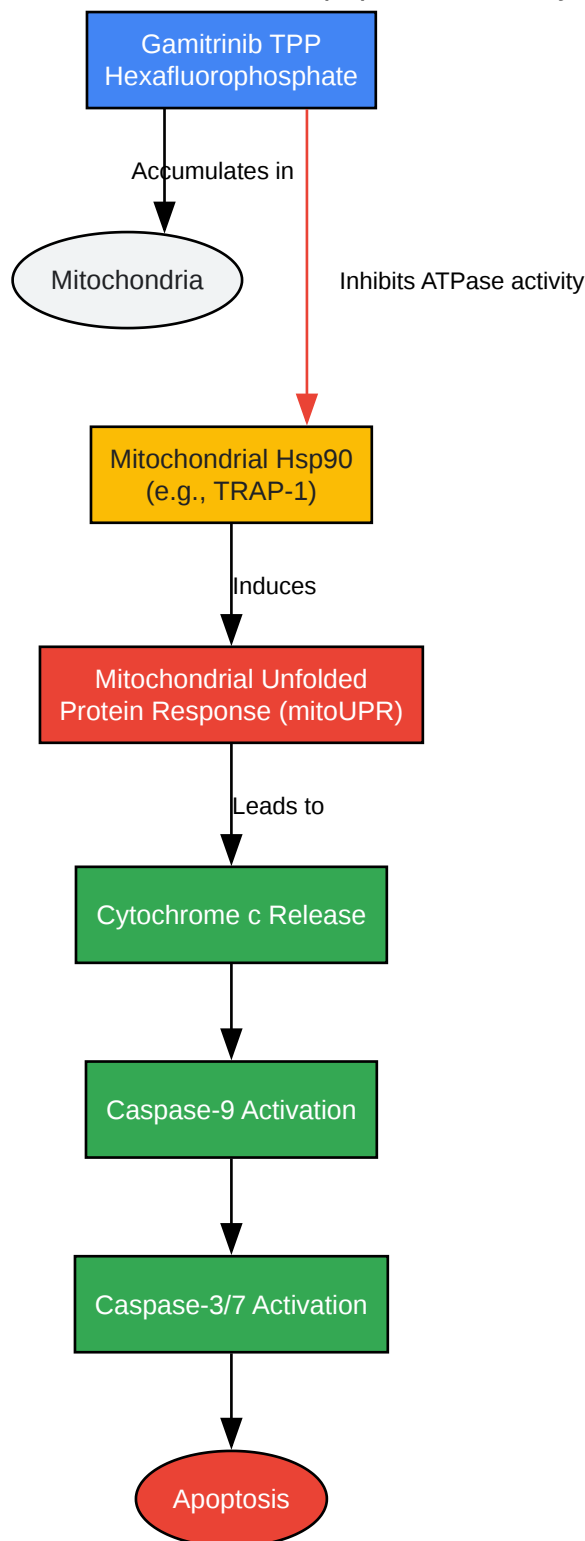 Gamitrinib TPP
Hexafluorophosphate
Accumulates in
Mitochondria
Inhibits ATPase activity
Mitochondrial Hsp90
(e.g., TRAP-1)
Induces
Mitochondrial Unfolded
Protein Response (mitoUPR)
Leads to
Cytochrome c Release
Caspase-9 Activation
Caspase-3/7 Activation
Apoptosis